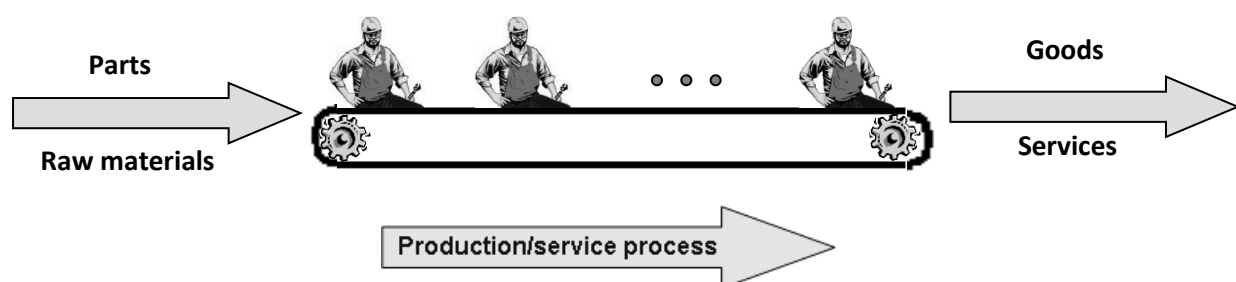 Parts
Raw materials
Goods
Services
Production/service process